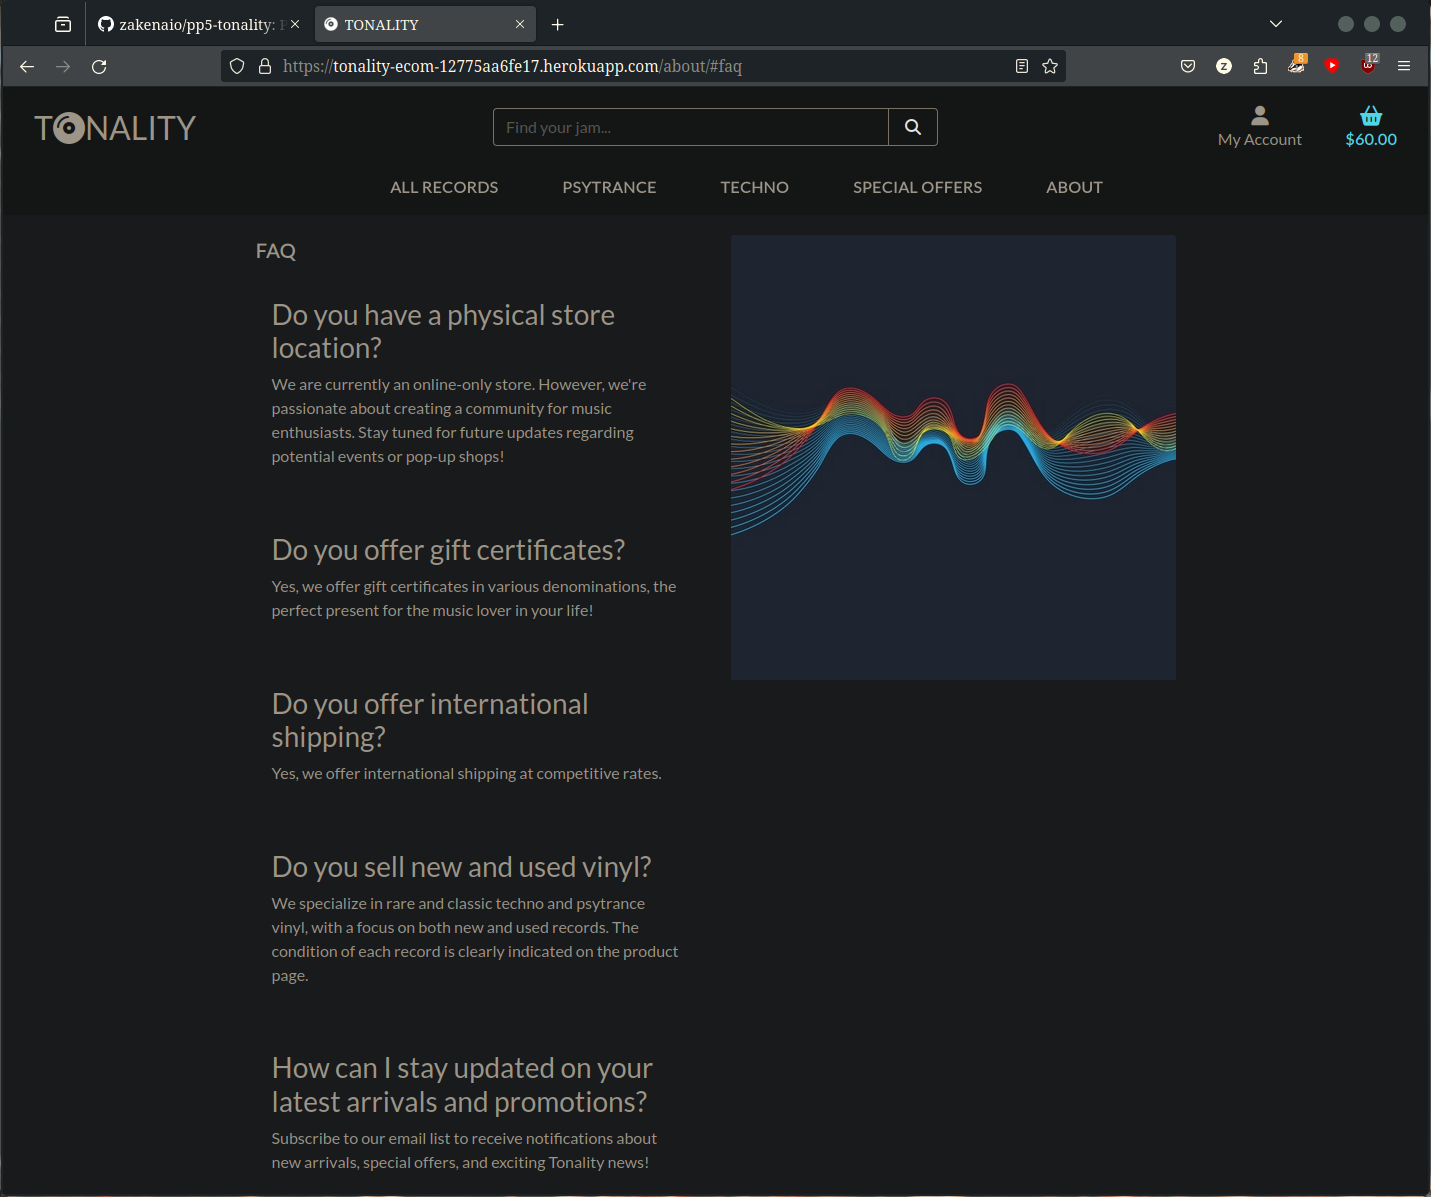 zakenaio/pp5-tonality:
TONALITY
https://tonality-ecom-12775aa6fe17.herokuapp.com/about/#faq
Z
8
12
TONALITY
Find your jam...
My Account
$60.00
ALL RECORDS PSYTRANCE TECHNO SPECIAL OFFERS ABOUT
FAQ
Do you have a physical store
location?
We are currently an online-only store. However, we're
passionate about creating a community for music
enthusiasts. Stay tuned for future updates regarding
potential events or pop-up shops!
Do you offer gift certificates?
Yes, we offer gift certificates in various denominations, the
perfect present for the music lover in your life!
Do you offer international
shipping?
Yes, we offer international shipping at competitive rates.
Do you sell new and used vinyl?
We specialize in rare and classic techno and psytrance
vinyl, with a focus on both new and used records. The
condition of each record is clearly indicated on the product
page.
How can I stay updated on your
latest arrivals and promotions?
Subscribe to our email list to receive notifications about
new arrivals, special offers, and exciting Tonality news!